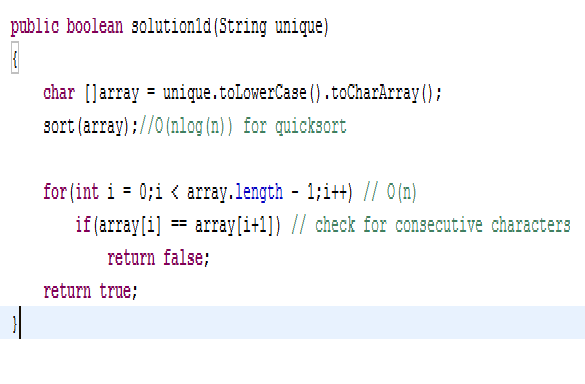 public boolean solution1d(String unique)
{
char []array = unique.toLowerCase().toCharArray();
sort(array);//O(nlog(n)) for quicksort
for(int i = 0;i < array.length - 1;i++) // O(n)
if(array[i] == array[i+1]) // check for consecutive characters
return false;
return true;
}